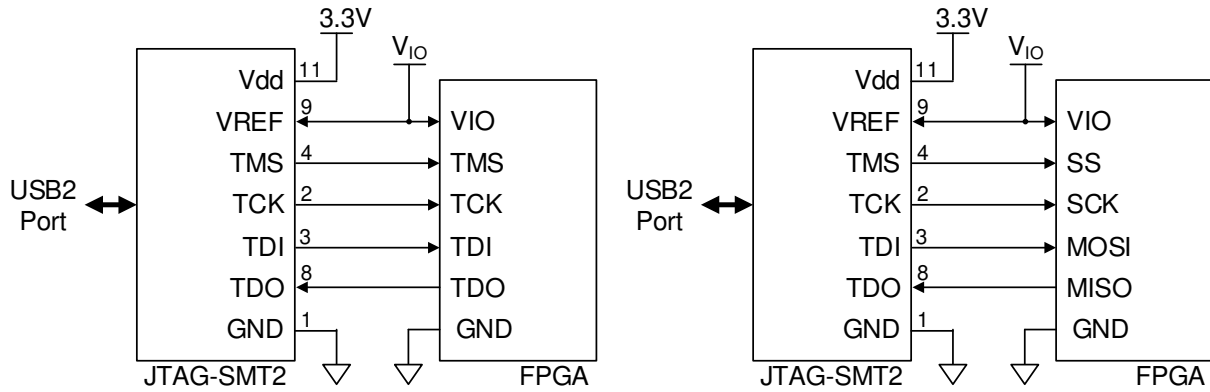 3.3V
V_IO
Vdd 11
VREF 9 VIO
TMS 4 TMS
USB2
Port
TCK 2 TCK
TDI 3 TDI
TDO 8 TDO
GND 1 GND
JTAG-SMT2 FPGA
3.3V
V_IO
Vdd 11
VREF 9 VIO
TMS 4 SS
USB2
Port
TCK 2 SCK
TDI 3 MOSI
TDO 8 MISO
GND 1 GND
JTAG-SMT2 FPGA